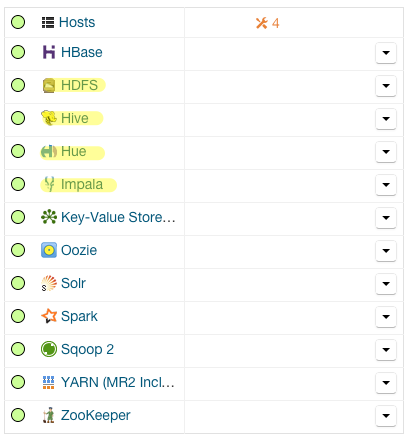 Hosts 4
HBase
HDFS
Hive
Hue
Impala
Key-Value Store...
Oozie
Solr
Spark
Sqoop 2
YARN (MR2 Incl...
ZooKeeper